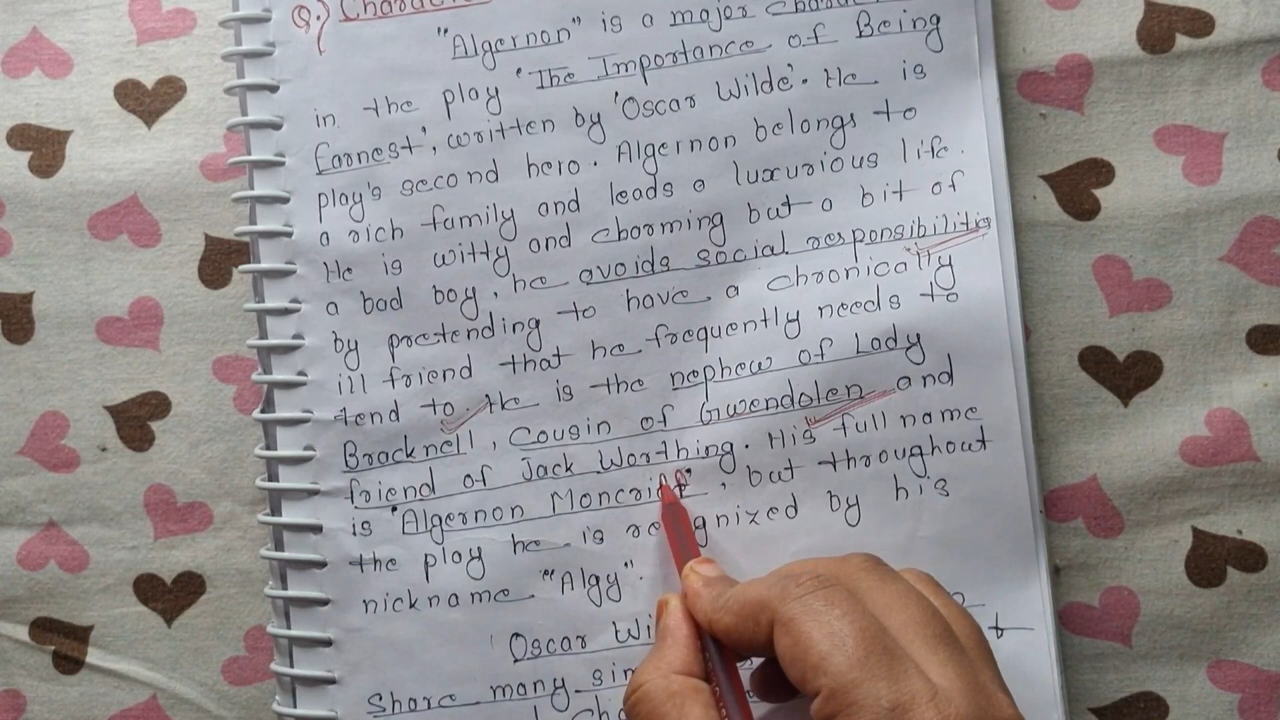 Q.)
"Algernon" is a major
in the play 'The Importance of Being
Earnest', written by 'Oscar Wilde'. He is
play's second hero. Algernon belongs to
a rich family and leads a luxurious life.
He is witty and charming but a bit of
a bad boy, he avoids social responsibilities
by pretending to have a chronically
ill friend that he frequently needs to
tend to. He is the nephew of Lady
Bracknell, Cousin of Gwendolen and
friend of Jack Worthing. His full name
is "Algernon Moncrieff", but throughout
the play he is recognized by his
nickname "Algy".
Oscar
Share many